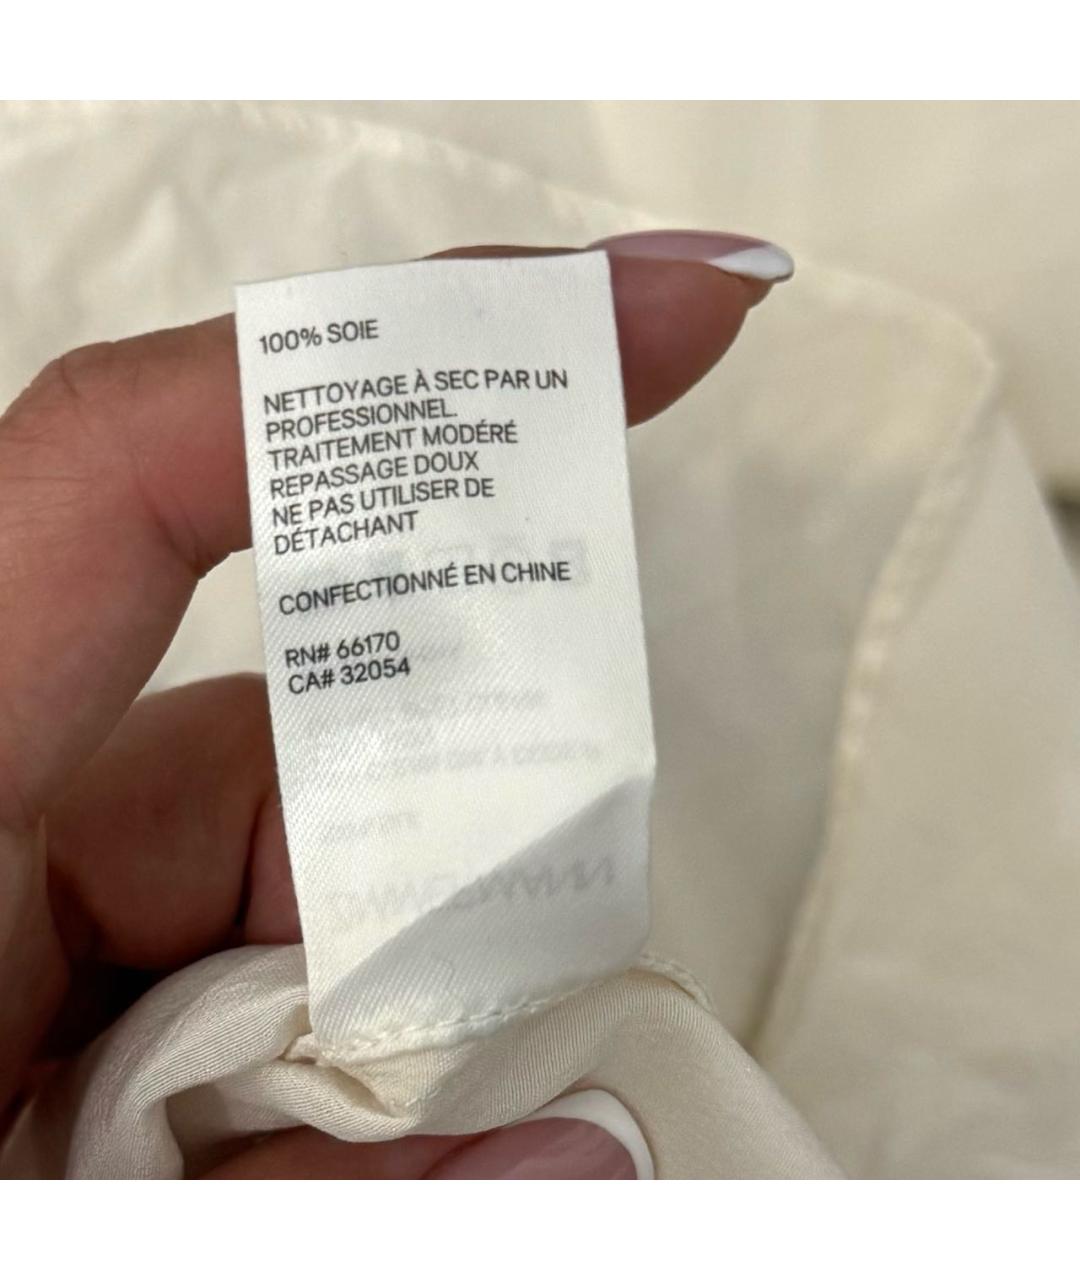 100% SOIE
NETTOYAGE À SEC PAR UN
PROFESSIONNEL.
TRAITEMENT MODÉRÉ
REPASSAGE DOUX
NE PAS UTILISER DE
DÉTACHANT
CONFECTIONNÉ EN CHINE
RN# 66170
CA# 32054